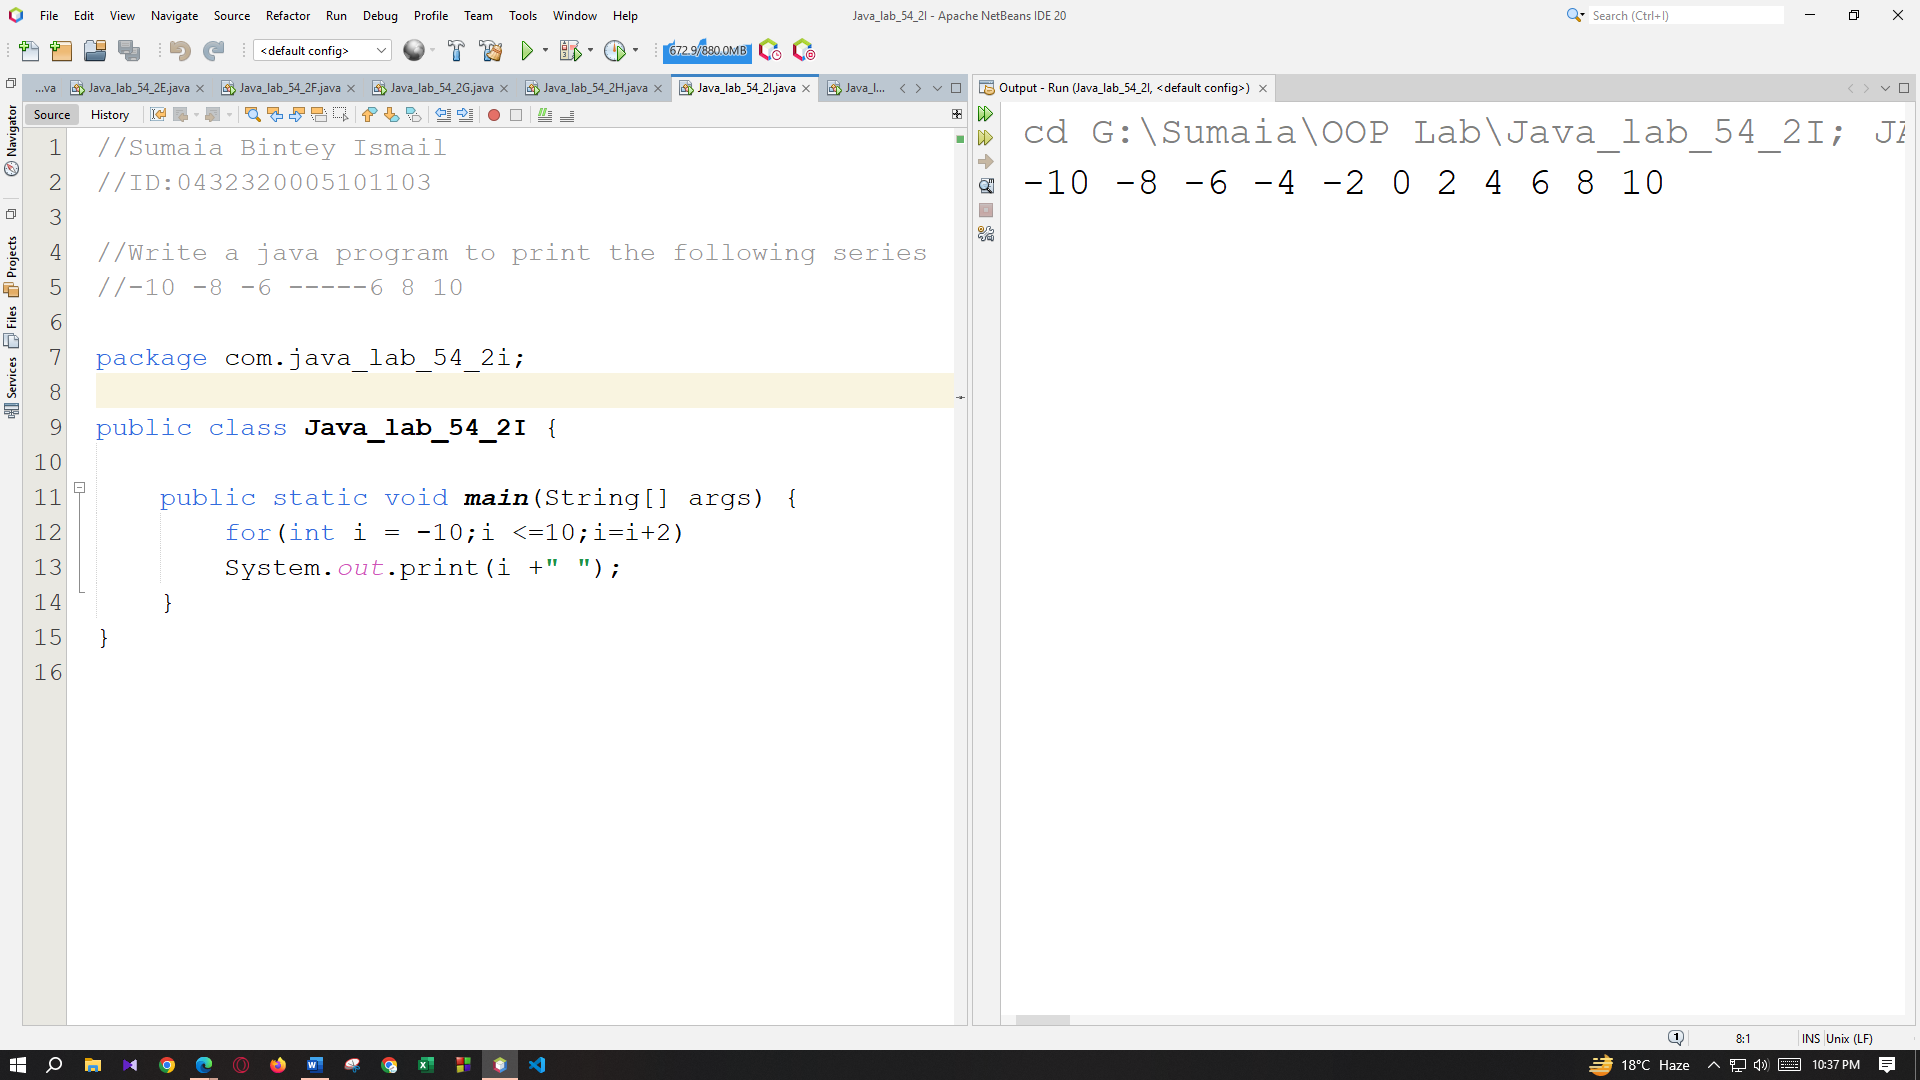 File Edit View Navigate Source Refactor Run Debug Profile Team Tools Window Help
Java_lab_54_2I - Apache NetBeans IDE 20
Search (Ctrl+I)
<default config>
672.9/880.0MB
...va
Java_lab_54_2E.java
Java_lab_54_2F.java
Java_lab_54_2G.java
Java_lab_54_2H.java
Java_lab_54_2I.java
Java_l...
Output - Run (Java_lab_54_2I, <default config>)
Source History
Navigator
Projects
Files
Services
1 //Sumaia Bintey Ismail
2 //ID:0432320005101103
3
4 //Write a java program to print the following series
5 //-10 -8 -6 -----6 8 10
6
7 package com.java_lab_54_2i;
8
9 public class Java_lab_54_2I {
10
11 public static void main(String[] args) {
12 for(int i = -10;i <=10;i=i+2)
13 System.out.print(i +" ");
14 }
15 }
16
cd G:\Sumaia\OOP Lab\Java_lab_54_2I; JA
-10 -8 -6 -4 -2 0 2 4 6 8 10
1
8:1
INS
Unix (LF)
18°C Haze
10:37 PM